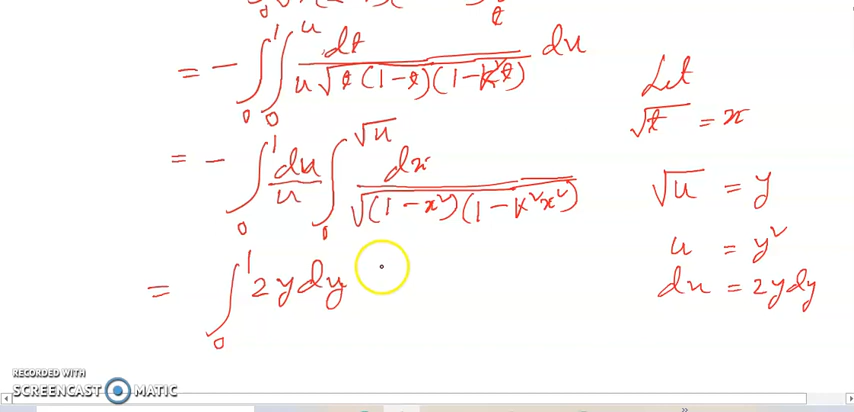 = - ∫₀¹ ∫₀ᵘ dt / u√(t(1-t)(1-k²t)) du
Let
√t = x
= - ∫₀¹ du/u ∫₀^√u dx / √((1-x²)(1-k²x²))
√u = y
u = y²
du = 2y dy
= ∫₀¹ 2y dy
RECORDED WITH
SCREENCAST MATIC